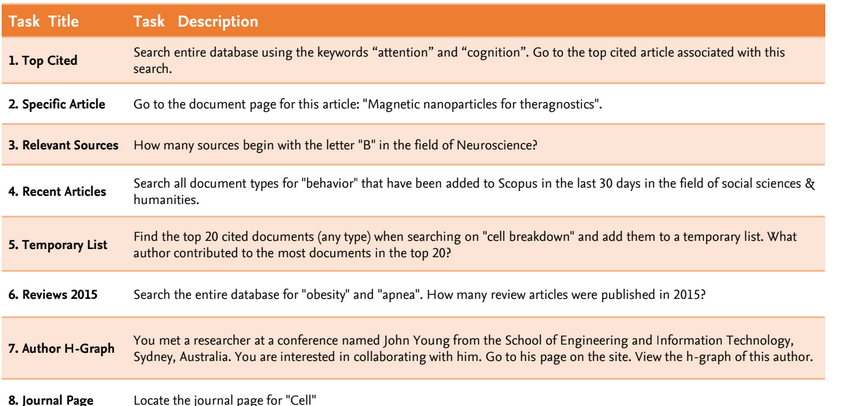 Task Title Task Description
1. Top Cited Search entire database using the keywords “attention” and “cognition”. Go to the top cited article associated with this
search.
2. Specific Article Go to the document page for this article: "Magnetic nanoparticles for theragnostics".
3. Relevant Sources How many sources begin with the letter "B" in the field of Neuroscience?
4. Recent Articles Search all document types for "behavior" that have been added to Scopus in the last 30 days in the field of social sciences &
humanities.
5. Temporary List Find the top 20 cited documents (any type) when searching on "cell breakdown" and add them to a temporary list. What
author contributed to the most documents in the top 20?
6. Reviews 2015 Search the entire database for "obesity" and "apnea". How many review articles were published in 2015?
7. Author H-Graph You met a researcher at a conference named John Young from the School of Engineering and Information Technology,
Sydney, Australia. You are interested in collaborating with him. Go to his page on the site. View the h-graph of this author.
8. Journal Page Locate the journal page for "Cell"